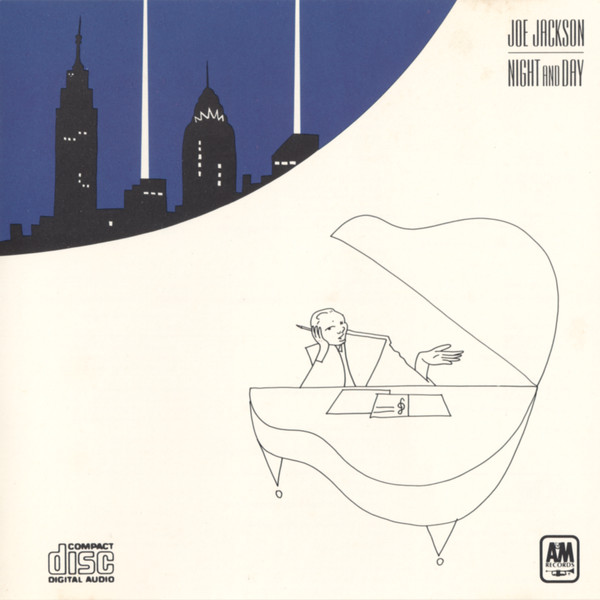 JOE JACKSON
NIGHT AND DAY
COMPACT
disc
DIGITAL AUDIO
A&M
RECORDS